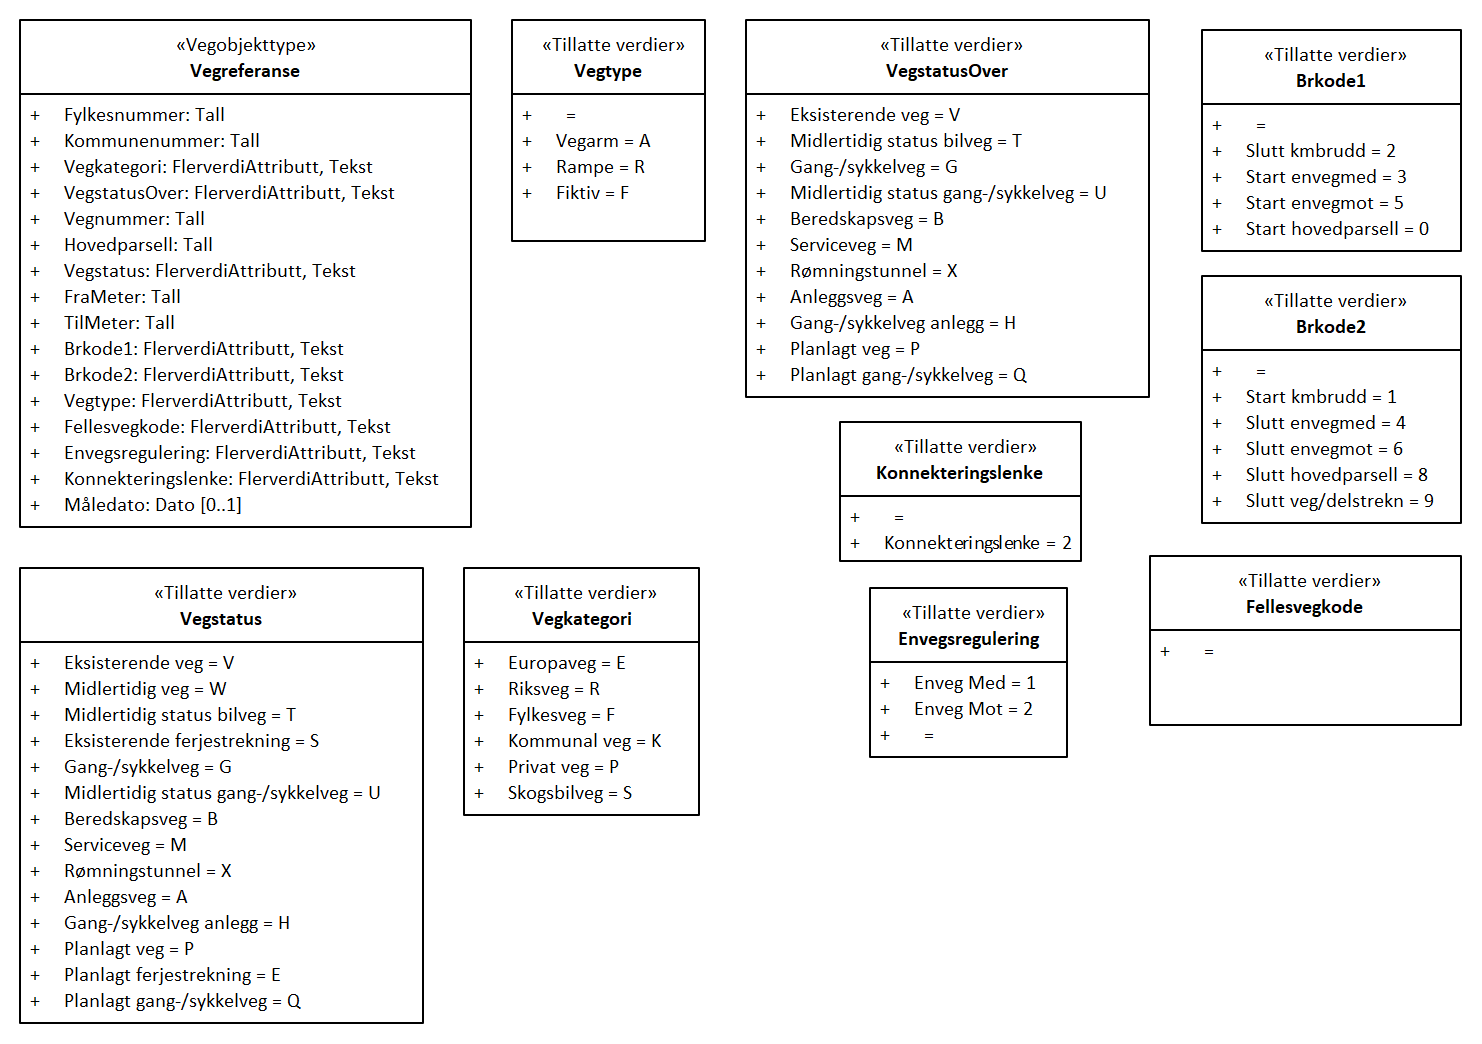 «Vegobjekttype»
Vegreferanse
+ Fylkesnummer: Tall
+ Kommunenummer: Tall
+ Vegkategori: FlerverdiAttributt, Tekst
+ VegstatusOver: FlerverdiAttributt, Tekst
+ Vegnummer: Tall
+ Hovedparsell: Tall
+ Vegstatus: FlerverdiAttributt, Tekst
+ FraMeter: Tall
+ TilMeter: Tall
+ Brkode1: FlerverdiAttributt, Tekst
+ Brkode2: FlerverdiAttributt, Tekst
+ Vegtype: FlerverdiAttributt, Tekst
+ Fellesvegkode: FlerverdiAttributt, Tekst
+ Envegsregulering: FlerverdiAttributt, Tekst
+ Konnekteringslenke: FlerverdiAttributt, Tekst
+ Måledato: Dato [0..1]
«Tillatte verdier»
Vegtype
+ =
+ Vegarm = A
+ Rampe = R
+ Fiktiv = F
«Tillatte verdier»
VegstatusOver
+ Eksisterende veg = V
+ Midlertidig status bilveg = T
+ Gang-/sykkelveg = G
+ Midlertidig status gang-/sykkelveg = U
+ Beredskapsveg = B
+ Serviceveg = M
+ Rømningstunnel = X
+ Anleggsveg = A
+ Gang-/sykkelveg anlegg = H
+ Planlagt veg = P
+ Planlagt gang-/sykkelveg = Q
«Tillatte verdier»
Brkode1
+ =
+ Slutt kmbrudd = 2
+ Start envegmed = 3
+ Start envegmot = 5
+ Start hovedparsell = 0
«Tillatte verdier»
Brkode2
+ =
+ Start kmbrudd = 1
+ Slutt envegmed = 4
+ Slutt envegmot = 6
+ Slutt hovedparsell = 8
+ Slutt veg/delstrekn = 9
«Tillatte verdier»
Konnekteringslenke
+ =
+ Konnekteringslenke = 2
«Tillatte verdier»
Vegstatus
+ Eksisterende veg = V
+ Midlertidig veg = W
+ Midlertidig status bilveg = T
+ Eksisterende ferjestrekning = S
+ Gang-/sykkelveg = G
+ Midlertidig status gang-/sykkelveg = U
+ Beredskapsveg = B
+ Serviceveg = M
+ Rømningstunnel = X
+ Anleggsveg = A
+ Gang-/sykkelveg anlegg = H
+ Planlagt veg = P
+ Planlagt ferjestrekning = E
+ Planlagt gang-/sykkelveg = Q
«Tillatte verdier»
Vegkategori
+ Europaveg = E
+ Riksveg = R
+ Fylkesveg = F
+ Kommunal veg = K
+ Privat veg = P
+ Skogsbilveg = S
«Tillatte verdier»
Envegsregulering
+ Enveg Med = 1
+ Enveg Mot = 2
+ =
«Tillatte verdier»
Fellesvegkode
+ =